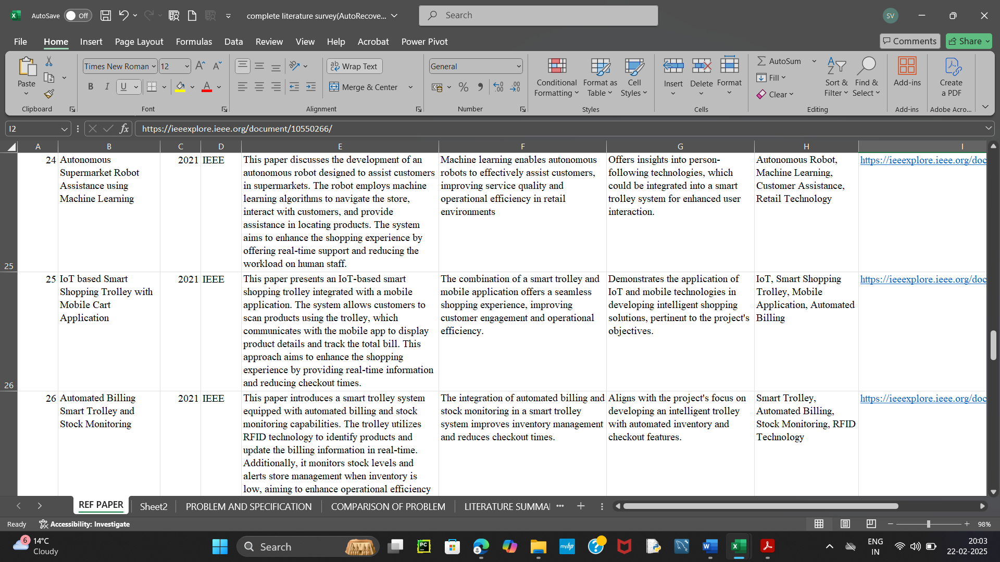 AutoSave Off
complete literature survey(AutoRecove...
Search
SV
File Home Insert Page Layout Formulas Data Review View Help Acrobat Power Pivot
Comments Share
Paste
Times New Roman 12
B I U
Wrap Text
Merge & Center
General
Conditional Formatting
Format as Table
Cell Styles
Insert Delete Format
AutoSum
Fill
Clear
Sort & Filter
Find & Select
Add-ins
Create a PDF
Clipboard Font Alignment Number Styles Cells Editing Add-ins Adobe Acro...
I2 fx https://ieeexplore.ieee.org/document/10550266/
A B C D E F G H I
25
24
Autonomous
Supermarket Robot
Assistance using
Machine Learning
2021 IEEE
This paper discusses the development of an
autonomous robot designed to assist customers
in supermarkets. The robot employs machine
learning algorithms to navigate the store,
interact with customers, and provide
assistance in locating products. The system
aims to enhance the shopping experience by
offering real-time support and reducing the
workload on human staff.
Machine learning enables autonomous
robots to effectively assist customers,
improving service quality and
operational efficiency in retail
environments
Offers insights into person-
following technologies, which
could be integrated into a smart
trolley system for enhanced user
interaction.
Autonomous Robot,
Machine Learning,
Customer Assistance,
Retail Technology
https://ieeexplore.ieee.org/doc
26
25
IoT based Smart
Shopping Trolley with
Mobile Cart
Application
2021 IEEE
This paper presents an IoT-based smart
shopping trolley integrated with a mobile
application. The system allows customers to
scan products using the trolley, which
communicates with the mobile app to display
product details and track the total bill. This
approach aims to enhance the shopping
experience by providing real-time information
and reducing checkout times.
The combination of a smart trolley and
mobile application offers a seamless
shopping experience, improving
customer engagement and operational
efficiency.
Demonstrates the application of
IoT and mobile technologies in
developing intelligent shopping
solutions, pertinent to the project's
objectives.
IoT, Smart Shopping
Trolley, Mobile
Application, Automated
Billing
https://ieeexplore.ieee.org/doc
26
Automated Billing
Smart Trolley and
Stock Monitoring
2021 IEEE
This paper introduces a smart trolley system
equipped with automated billing and stock
monitoring capabilities. The trolley utilizes
RFID technology to identify products and
update the billing information in real-time.
Additionally, it monitors stock levels and
alerts store management when inventory is
low, aiming to enhance operational efficiency
The integration of automated billing and
stock monitoring in a smart trolley
system improves inventory management
and reduces checkout times.
Aligns with the project's focus on
developing an intelligent trolley
with automated inventory and
checkout features.
Smart Trolley,
Automated Billing,
Stock Monitoring, RFID
Technology
https://ieeexplore.ieee.org/doc
REF PAPER Sheet2 PROBLEM AND SPECIFICATION COMPARISON OF PROBLEM LITERATURE SUMMA
Ready Accessibility: Investigate
98%
6 14°C
Cloudy
Search
PC
myhp
ENG
IN
20:03
22-02-2025